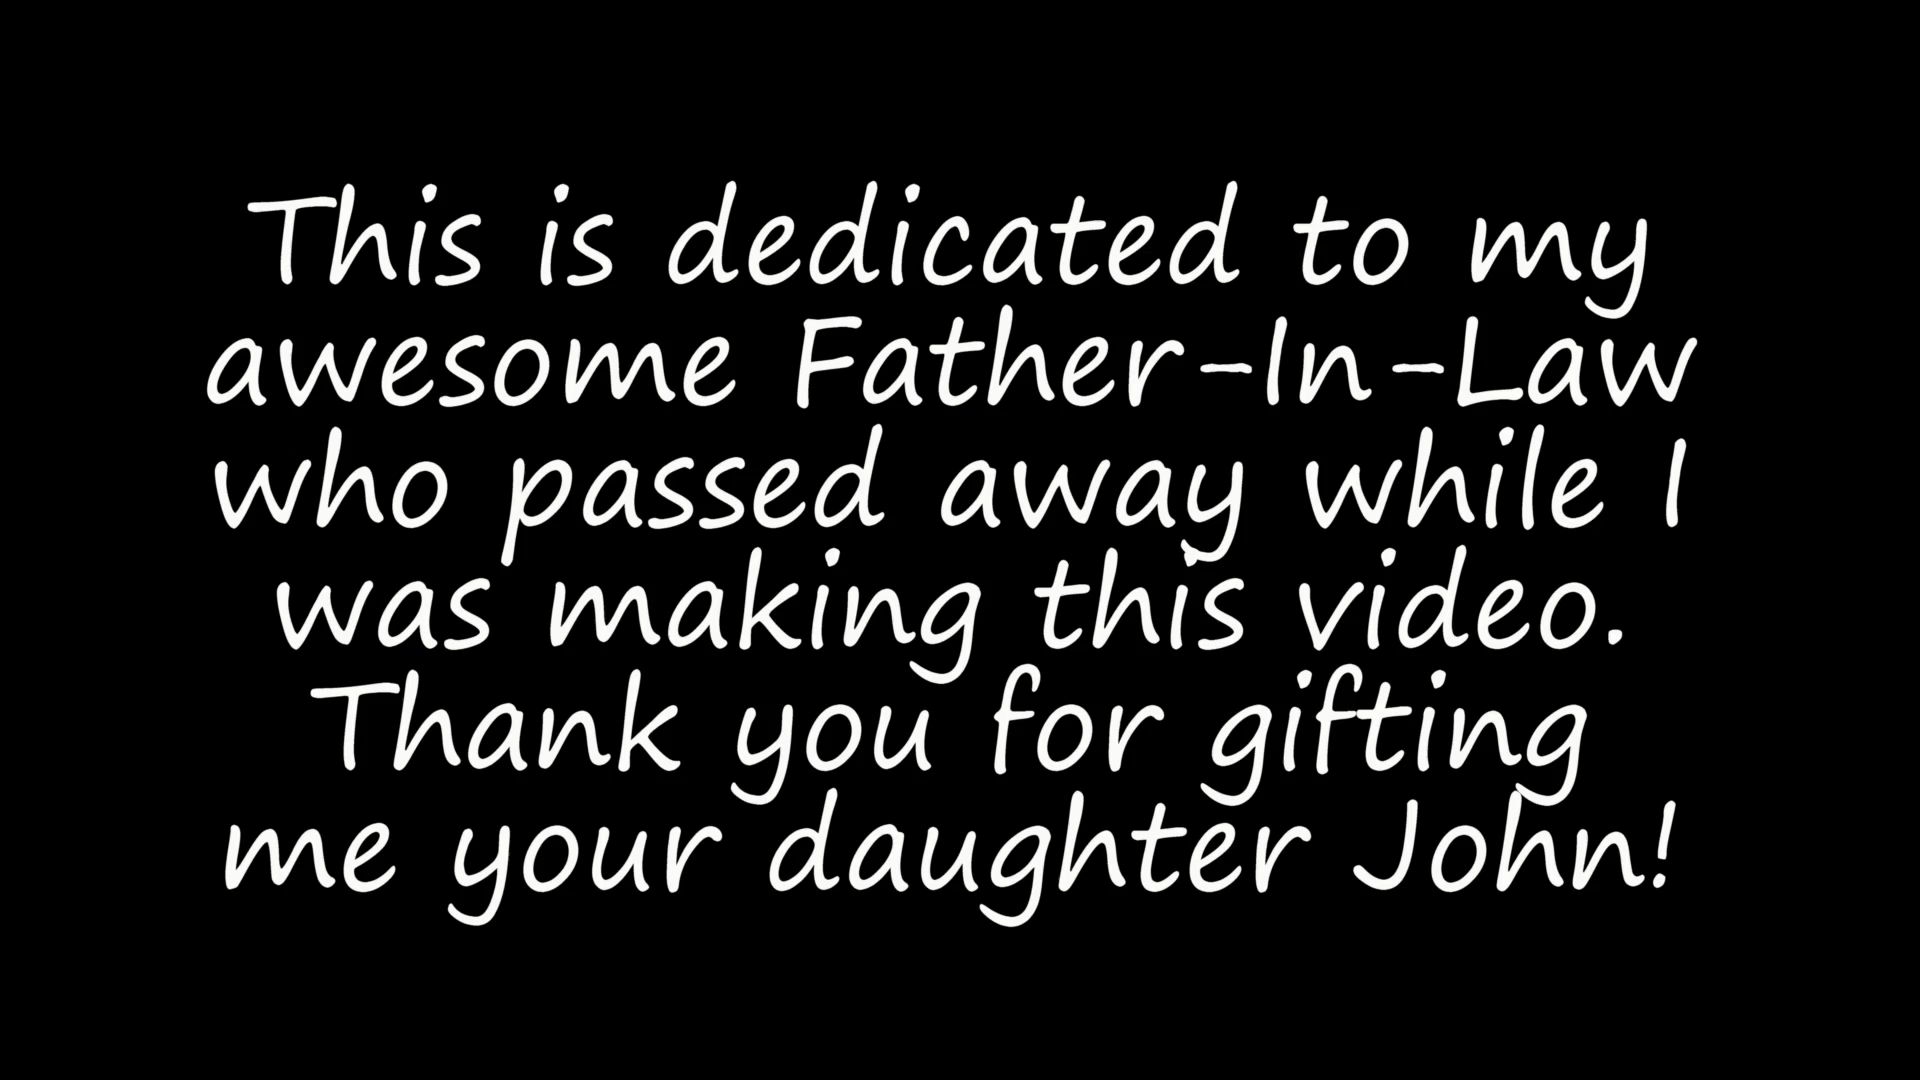 This is dedicated to my
awesome Father-In-Law
who passed away while I
was making this video.
Thank you for gifting
me your daughter John!